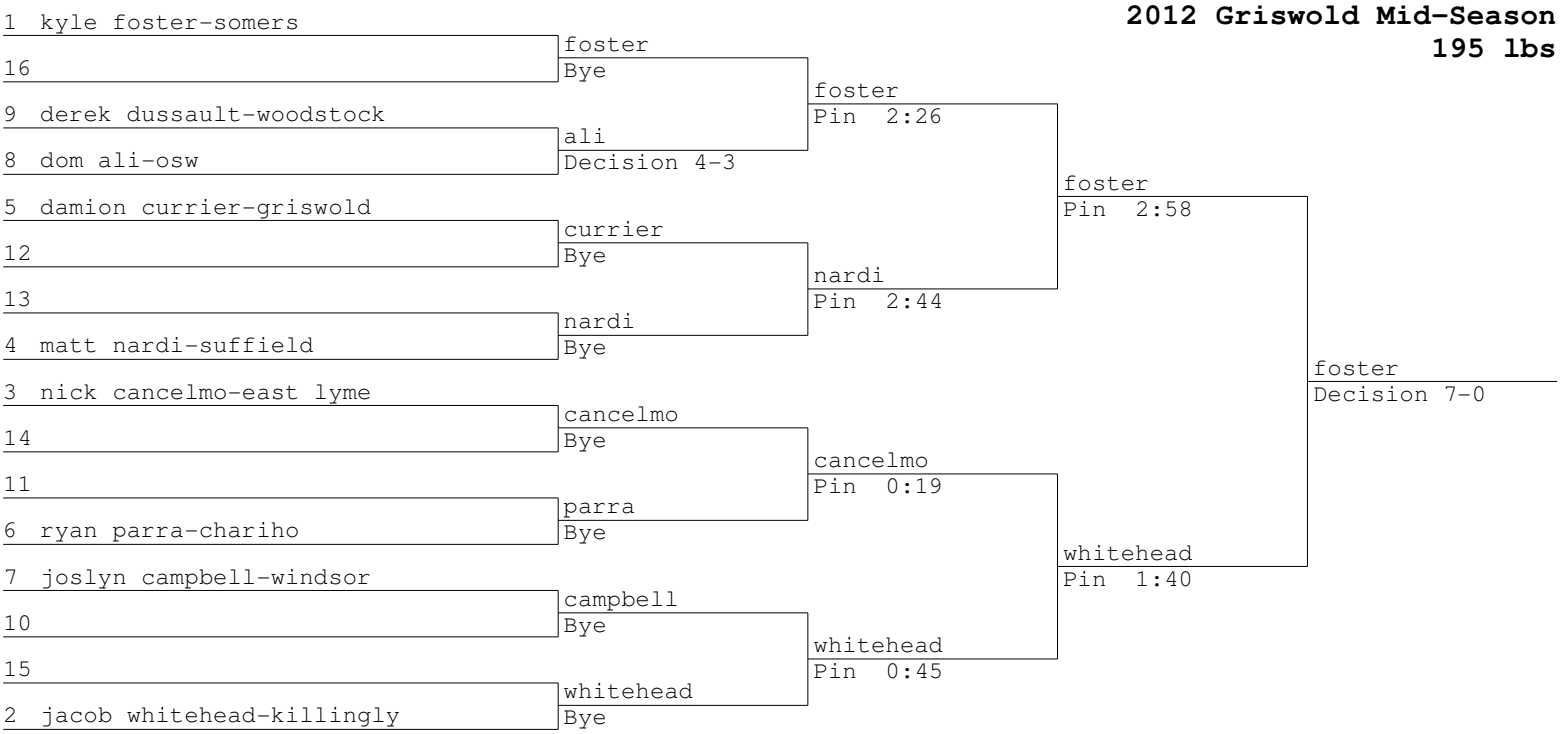 2012 Griswold Mid-Season
195 lbs
1 kyle foster-somers
16
9 derek dussault-woodstock
8 dom ali-osw
5 damion currier-griswold
12
13
4 matt nardi-suffield
3 nick cancelmo-east lyme
14
11
6 ryan parra-chariho
7 joslyn campbell-windsor
10
15
2 jacob whitehead-killingly
foster
Bye
ali
Decision 4-3
currier
Bye
nardi
Bye
cancelmo
Bye
parra
Bye
campbell
Bye
whitehead
Bye
foster
Pin 2:26
nardi
Pin 2:44
cancelmo
Pin 0:19
whitehead
Pin 0:45
foster
Pin 2:58
whitehead
Pin 1:40
foster
Decision 7-0